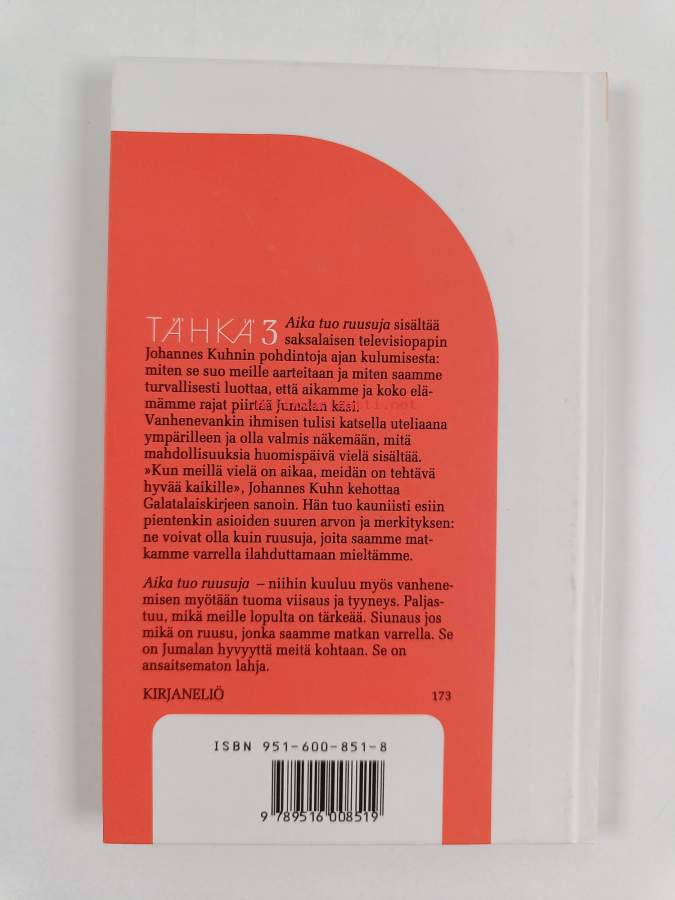 TÄHKÄ 3 Aika tuo ruusuja sisältää
saksalaisen televisiopapin
Johannes Kuhnin pohdintoja ajan kulumisesta:
miten se suo meille aarteitaan ja miten saamme
turvallisesti luottaa, että aikamme ja koko elä-
mämme rajat piirtää Jumalan käsi.
Vanhenevankin ihmisen tulisi katsella uteliaana
ympärilleen ja olla valmis näkemään, mitä
mahdollisuuksia huomispäivä vielä sisältää.
»Kun meillä vielä on aikaa, meidän on tehtävä
hyvää kaikille», Johannes Kuhn kehottaa
Galatalaiskirjeen sanoin. Hän tuo kauniisti esiin
pientenkin asioiden suuren arvon ja merkityksen:
ne voivat olla kuin ruusuja, joita saamme mat-
kamme varrella ilahduttamaan mieltämme.
Aika tuo ruusuja – niihin kuuluu myös vanhene-
misen myötään tuoma viisaus ja tyyneys. Paljas-
tuu, mikä meille lopulta on tärkeää. Siunaus jos
mikä on ruusu, jonka saamme matkan varrella. Se
on Jumalan hyvyyttä meitä kohtaan. Se on
ansaitsematon lahja.
KIRJANELIÖ 173
ISBN 951-600-851-8
9 789516 008519